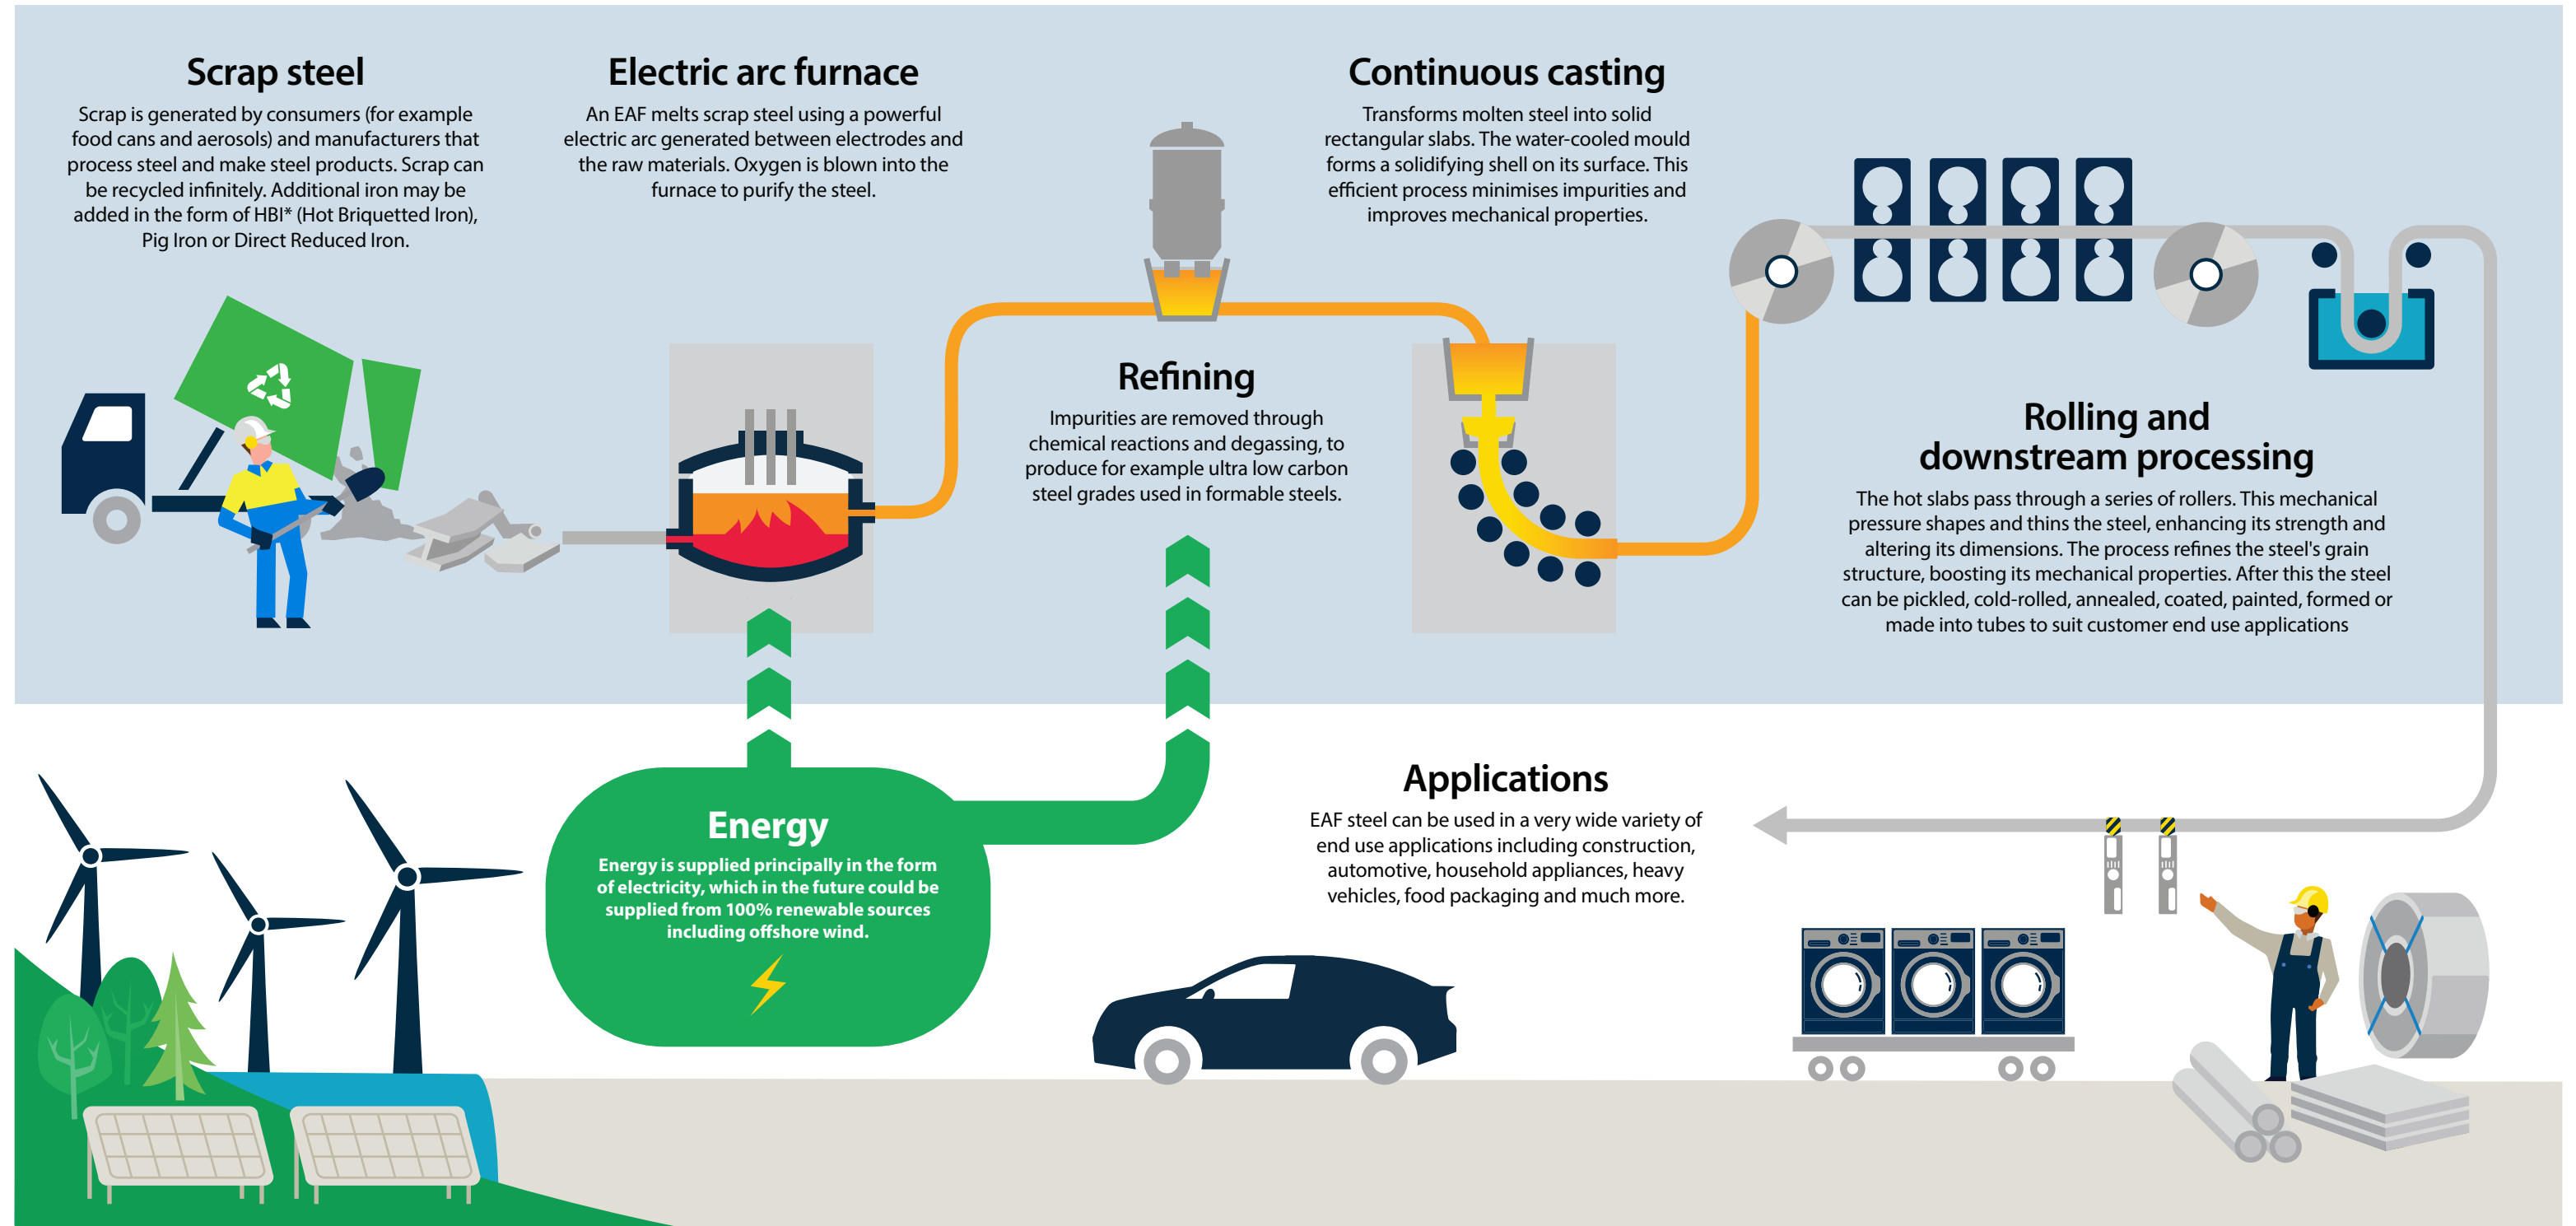 Scrap steel
Scrap is generated by consumers (for example
food cans and aerosols) and manufacturers that
process steel and make steel products. Scrap can
be recycled infinitely. Additional iron may be
added in the form of HBI* (Hot Briquetted Iron),
Pig Iron or Direct Reduced Iron.
Electric arc furnace
An EAF melts scrap steel using a powerful
electric arc generated between electrodes and
the raw materials. Oxygen is blown into the
furnace to purify the steel.
Refining
Impurities are removed through
chemical reactions and degassing, to
produce for example ultra low carbon
steel grades used in formable steels.
Continuous casting
Transforms molten steel into solid
rectangular slabs. The water-cooled mould
forms a solidifying shell on its surface. This
efficient process minimises impurities and
improves mechanical properties.
Rolling and
downstream processing
The hot slabs pass through a series of rollers. This mechanical
pressure shapes and thins the steel, enhancing its strength and
altering its dimensions. The process refines the steel's grain
structure, boosting its mechanical properties. After this the steel
can be pickled, cold-rolled, annealed, coated, painted, formed or
made into tubes to suit customer end use applications
Energy
Energy is supplied principally in the form
of electricity, which in the future could be
supplied from 100% renewable sources
including offshore wind.
Applications
EAF steel can be used in a very wide variety of
end use applications including construction,
automotive, household appliances, heavy
vehicles, food packaging and much more.